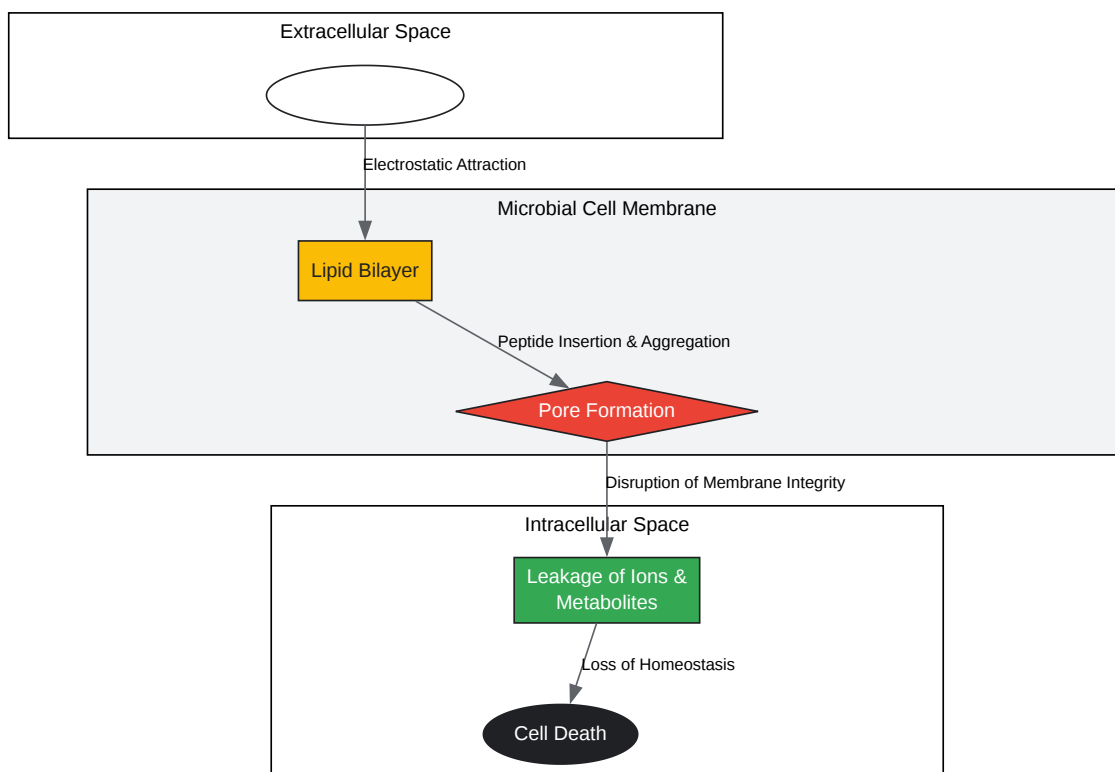 Extracellular Space
Electrostatic Attraction
Microbial Cell Membrane
Lipid Bilayer
Peptide Insertion & Aggregation
Pore Formation
Disruption of Membrane Integrity
Intracellular Space
Leakage of Ions &
Metabolites
Loss of Homeostasis
Cell Death